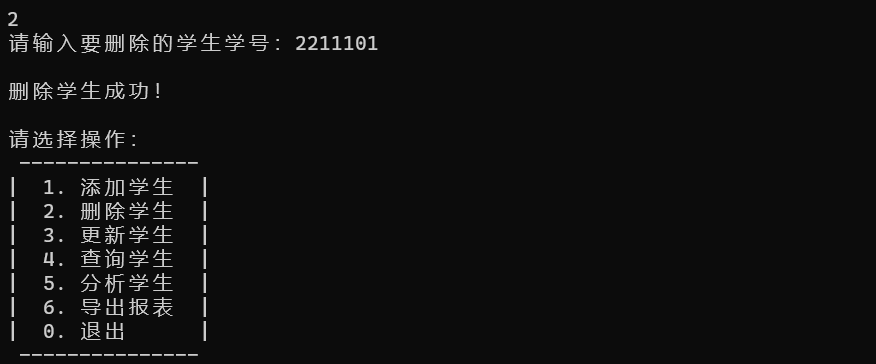 2
请输入要删除的学生学号: 2211101
删除学生成功!
请选择操作:
 ---------------
|  1. 添加学生  |
|  2. 删除学生  |
|  3. 更新学生  |
|  4. 查询学生  |
|  5. 分析学生  |
|  6. 导出报表  |
|  0. 退出      |
 ---------------